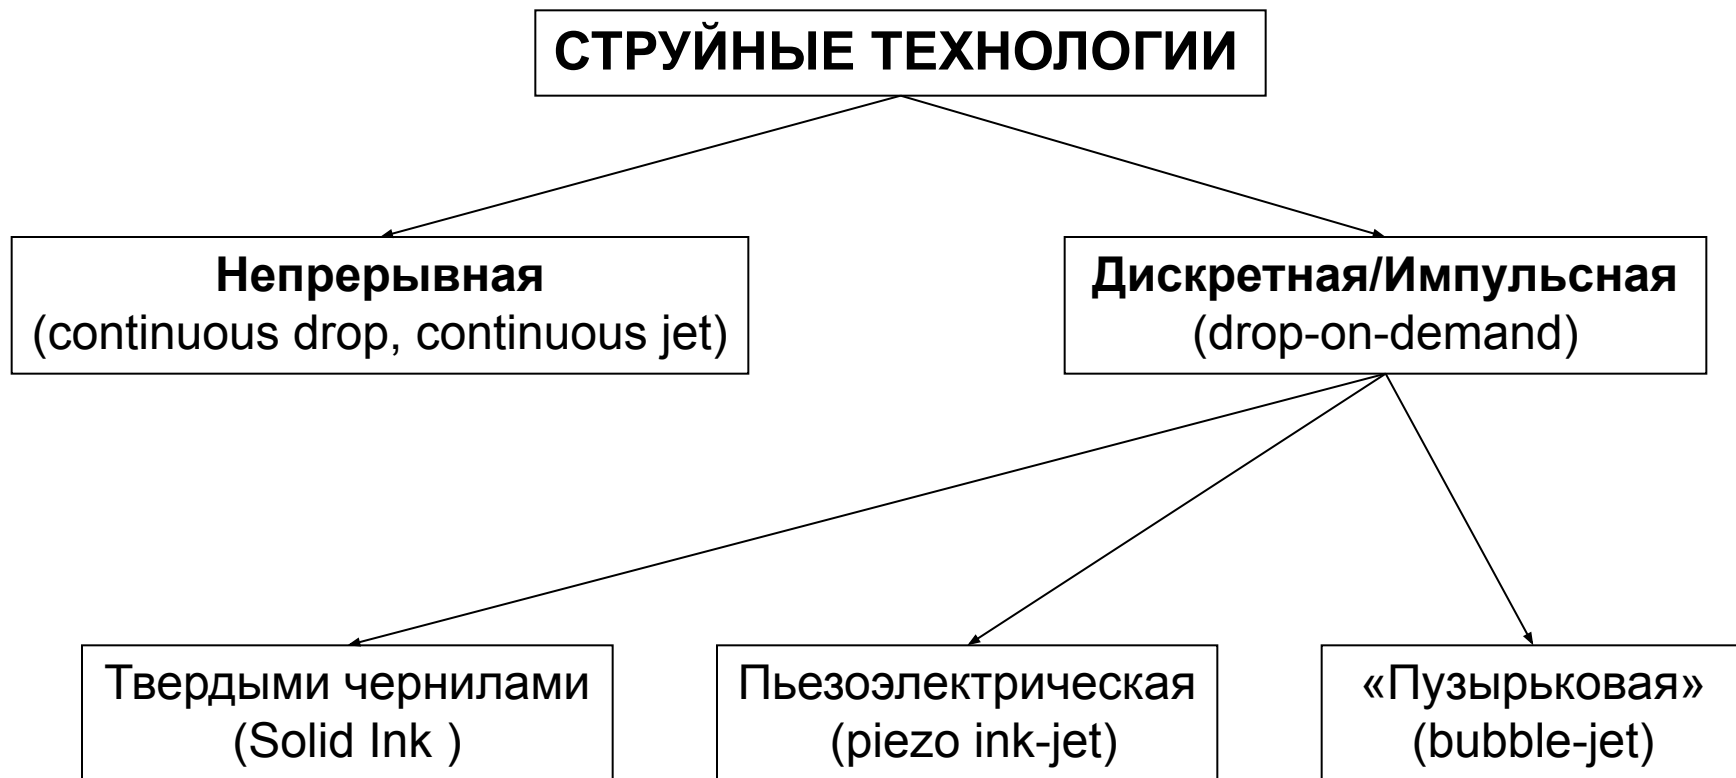 СТРУЙНЫЕ ТЕХНОЛОГИИ
Непрерывная
(continuous drop, continuous jet)
Дискретная/Импульсная
(drop-on-demand)
Твердыми чернилами
(Solid Ink )
Пьезоэлектрическая
(piezo ink-jet)
«Пузырьковая»
(bubble-jet)